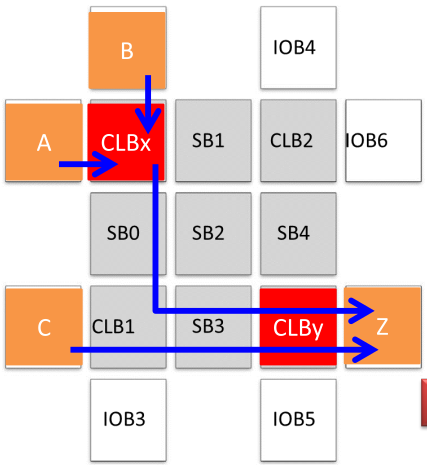 B
IOB4
A
CLBx
SB1
CLB2
IOB6
SB0
SB2
SB4
C
CLB1
SB3
CLBy
Z
IOB3
IOB5